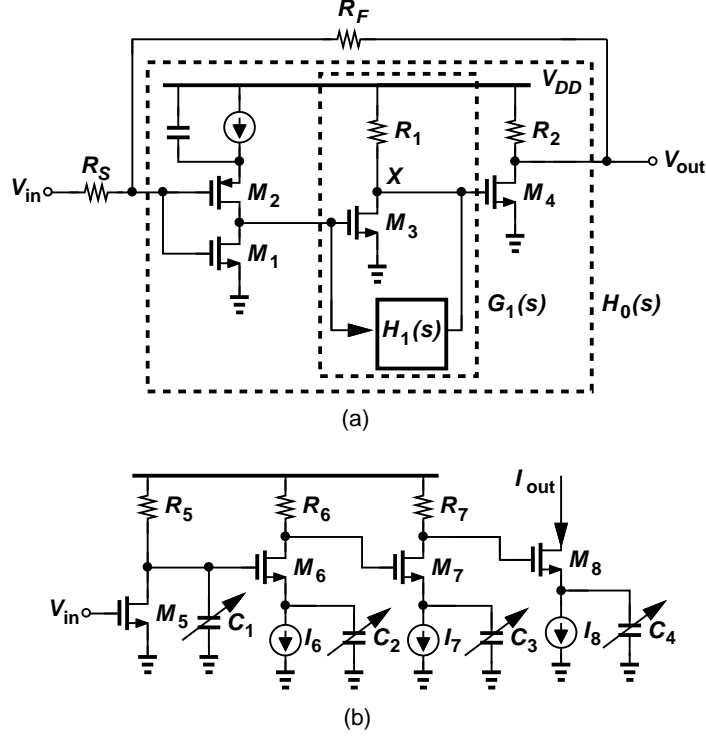 R_F
V_DD
R_1
R_2
R_S
X
V_in
V_out
M_2
M_4
M_3
M_1
G_1(s)
H_0(s)
H_1(s)
(a)
I_out
R_5
R_6
R_7
M_6
M_7
M_8
V_in
M_5
C_1
I_6
C_2
I_7
C_3
I_8
C_4
(b)